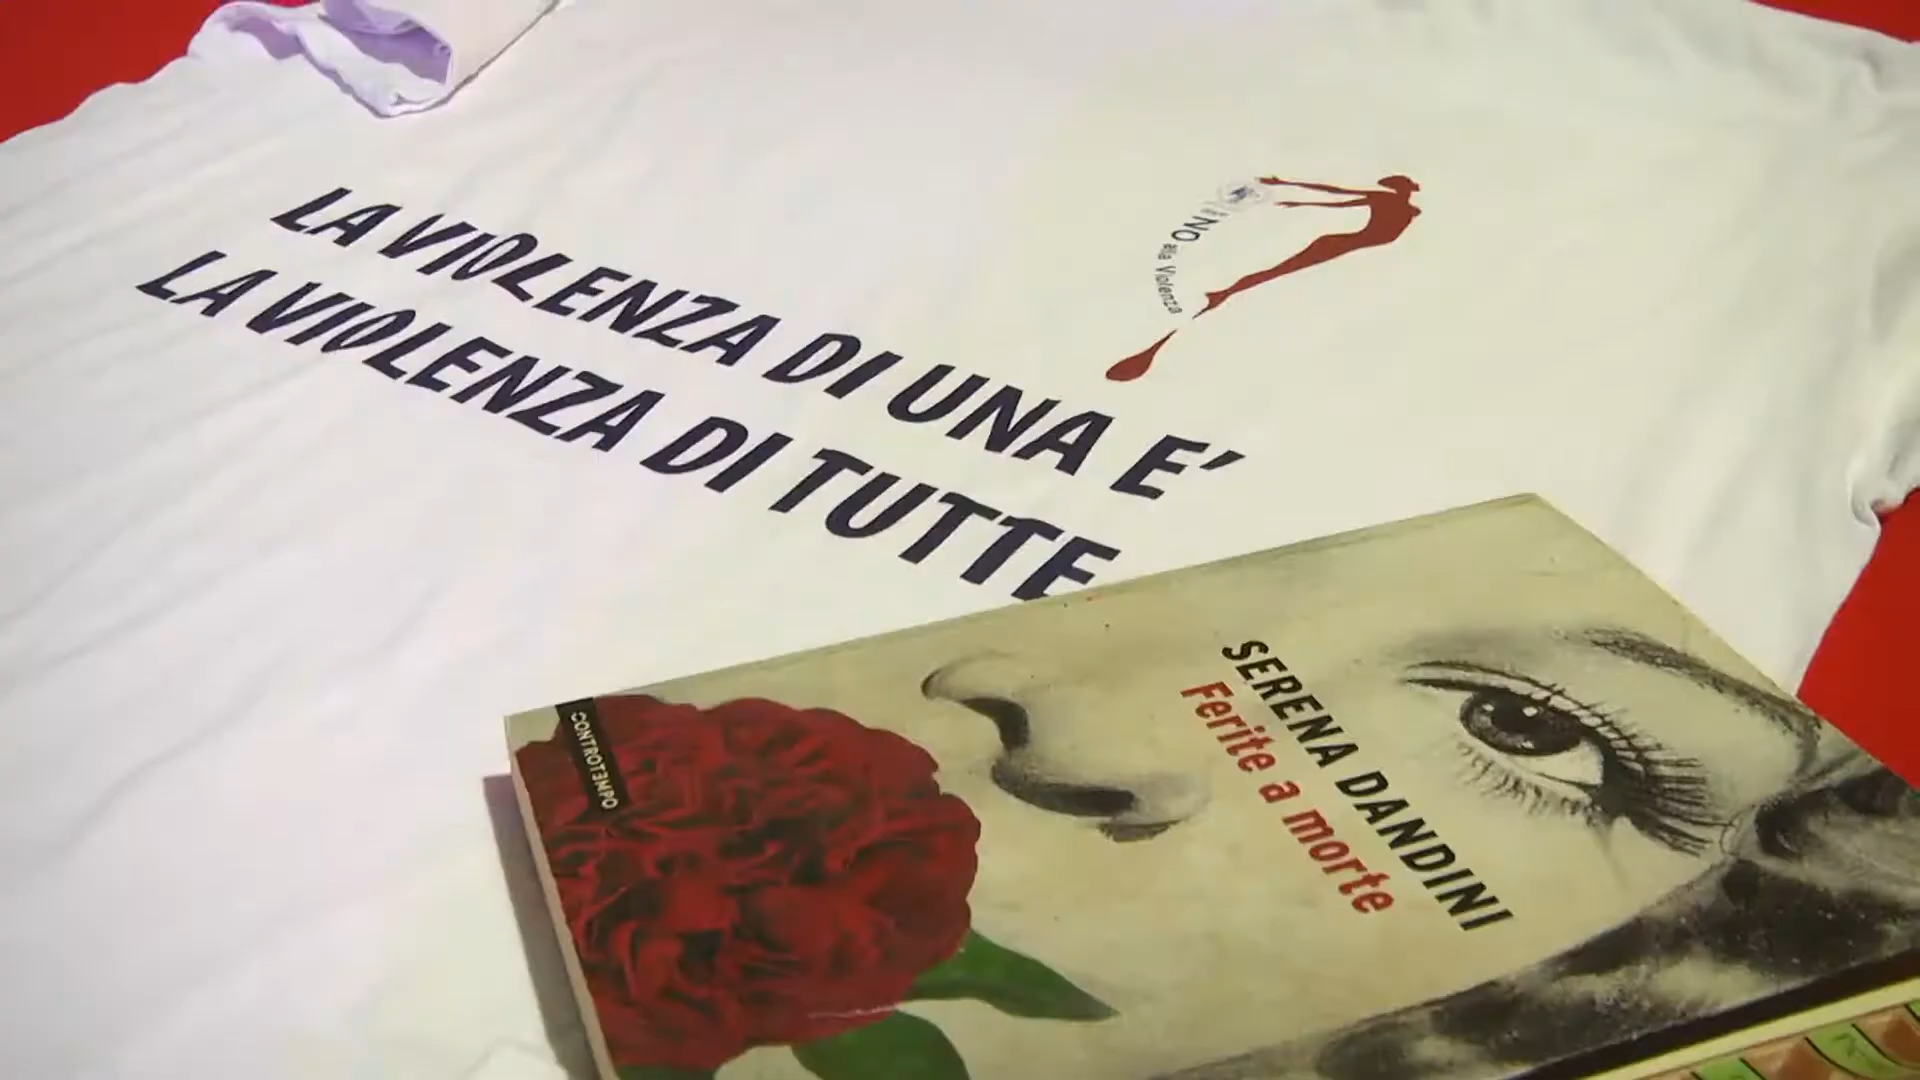 LA VIOLENZA DI UNA E'
LA VIOLENZA DI TUTTE
NO
alla Violenza
CONTROTEMPO
SERENA DANDINI
Ferite a morte